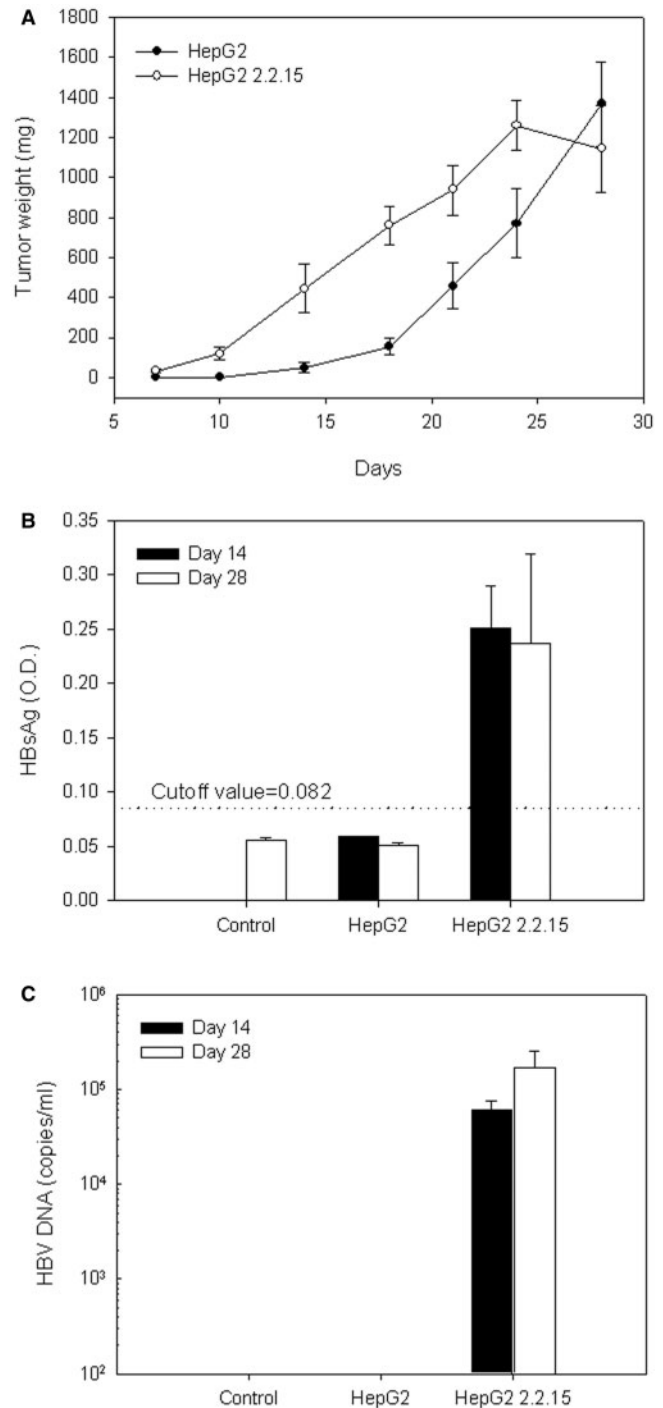 A
1800
1600
1400
1200
1000
800
600
400
200
0
Tumor weight (mg)
HepG2
HepG2 2.2.15
5 10 15 20 25 30
Days
B
0.35
0.30
0.25
0.20
0.15
0.10
0.05
0.00
HBsAg (O.D.)
Day 14
Day 28
Cutoff value=0.082
Control HepG2 HepG2 2.2.15
C
10⁶
10⁵
10⁴
10³
10²
HBV DNA (copies/ml)
Day 14
Day 28
Control HepG2 HepG2 2.2.15